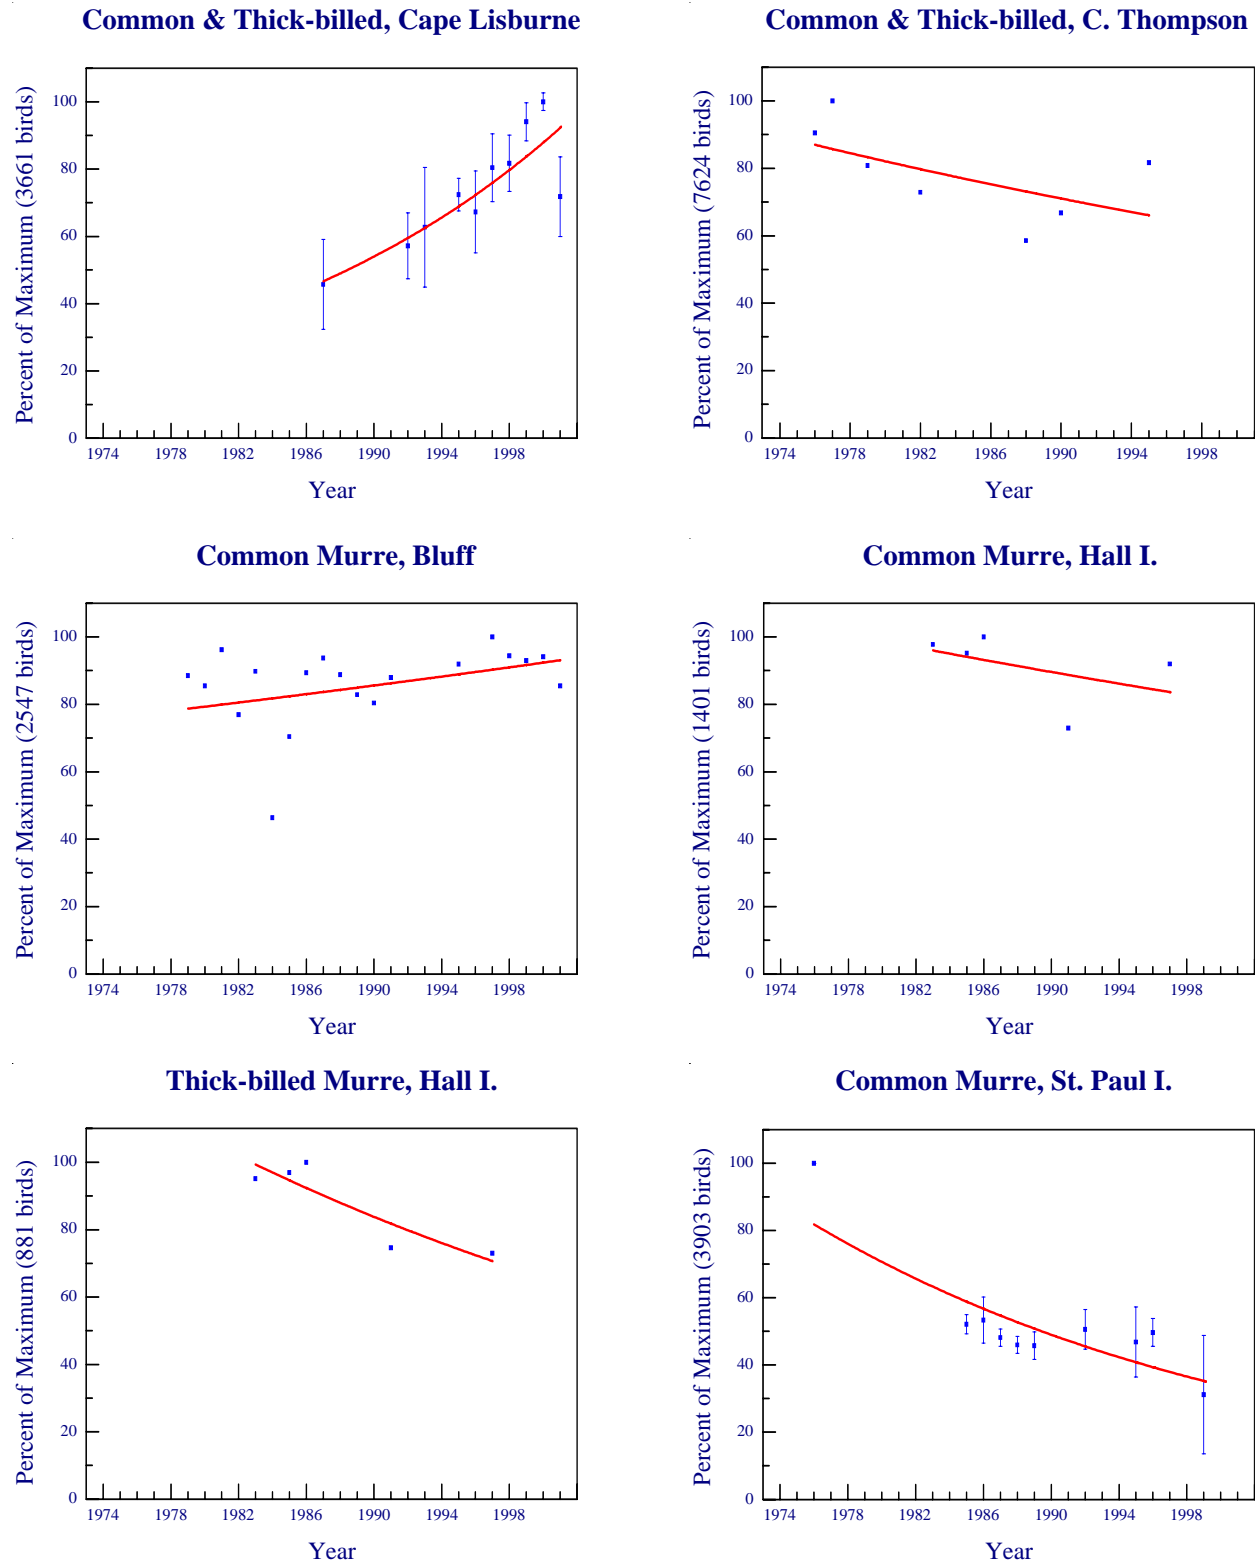 Common & Thick-billed, Cape Lisburne
Percent of Maximum (3661 birds)
100
80
60
40
20
0
1974 1978 1982 1986 1990 1994 1998
Year
Common & Thick-billed, C. Thompson
Percent of Maximum (7624 birds)
100
80
60
40
20
0
1974 1978 1982 1986 1990 1994 1998
Year
Common Murre, Bluff
Percent of Maximum (2547 birds)
100
80
60
40
20
0
1974 1978 1982 1986 1990 1994 1998
Year
Common Murre, Hall I.
Percent of Maximum (1401 birds)
100
80
60
40
20
0
1974 1978 1982 1986 1990 1994 1998
Year
Thick-billed Murre, Hall I.
Percent of Maximum (881 birds)
100
80
60
40
20
0
1974 1978 1982 1986 1990 1994 1998
Year
Common Murre, St. Paul I.
Percent of Maximum (3903 birds)
100
80
60
40
20
0
1974 1978 1982 1986 1990 1994 1998
Year